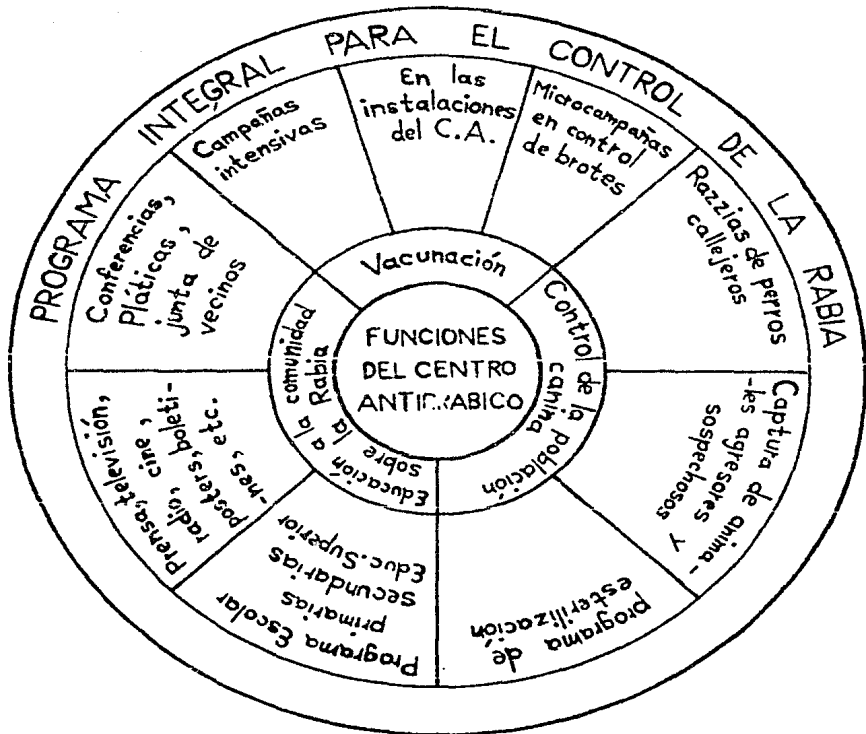 PROGRAMA INTEGRAL PARA EL CONTROL DE LA RABIA
FUNCIONES
DEL CENTRO
ANTIRRABICO
Vacunación
Campañas
intensivas
En las
instalaciones
del C.A.
Microcampañas
en control
de brotes
Control de la población
canina
Razzias de perros
callejeros
Captura de anima-
-les agresores y
sospechosos
programa de
esterilización
Educación a la comunidad
sobre la Rabia
Programa Escolar
primarias
secundarias
Educ. Superior
Prensa, televisión,
radio, cine,
posters, boleti-
-nes, etc.
Conferencias,
Pláticas,
junta de
vecinos